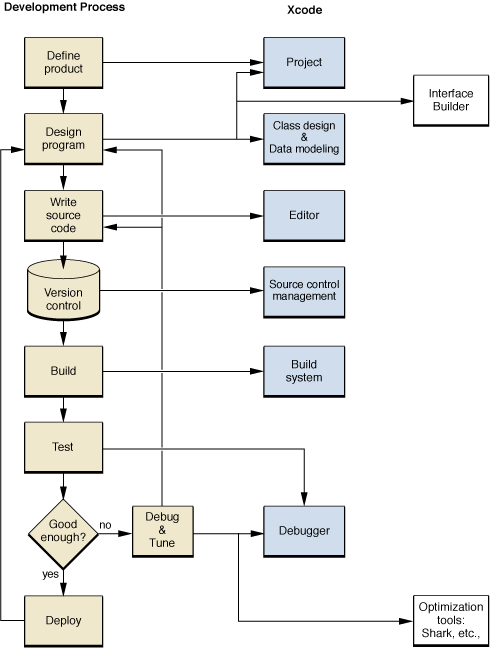 Development Process
Xcode
Define
product
Project
Interface
Builder
Design
program
Class design
&
Data modeling
Write
source
code
Editor
Version
control
Source control
management
Build
Build
system
Test
Good
enough?
no
Debug
&
Tune
Debugger
yes
Deploy
Optimization
tools:
Shark, etc.,